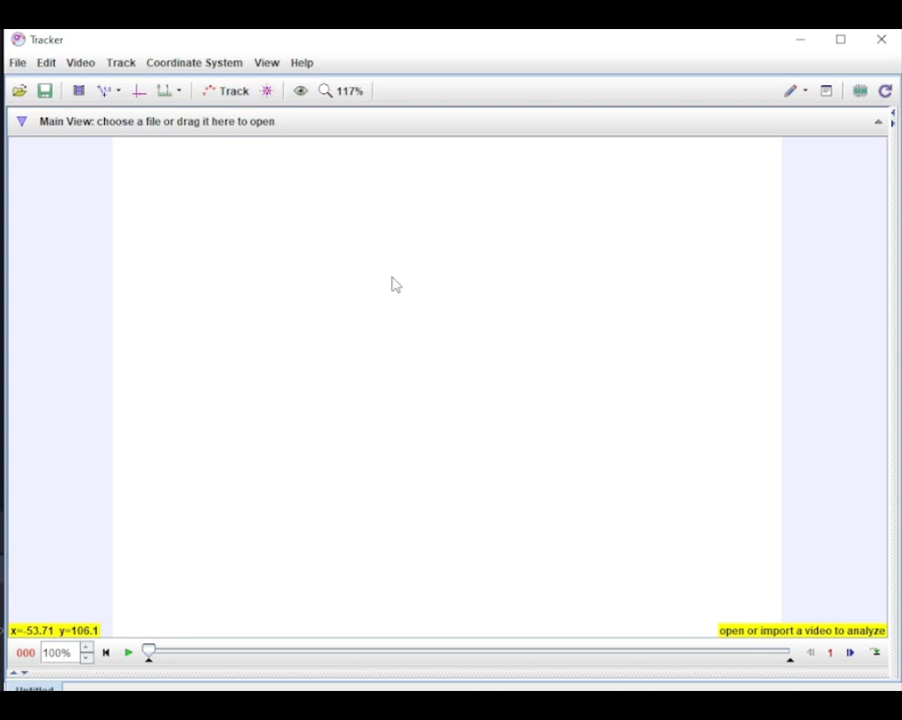 Tracker
File Edit Video Track Coordinate System View Help
Track 117%
Main View: choose a file or drag it here to open
x=-53.71 y=106.1 open or import a video to analyze
000 100% 1
Untitled